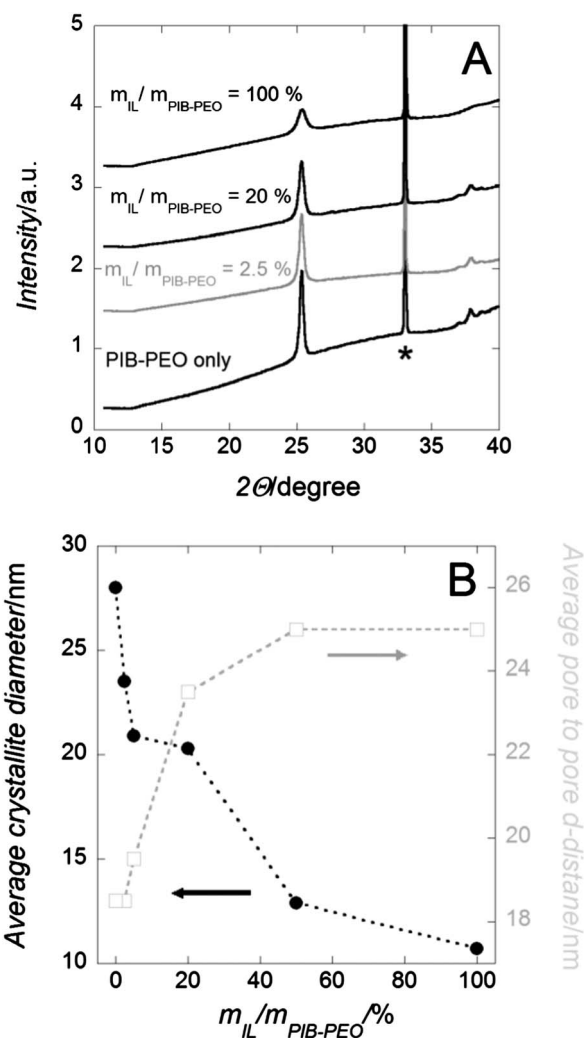 5
A
m_IL / m_PIB-PEO = 100 %
4
m_IL / m_PIB-PEO = 20 %
3
Intensity/a.u.
m_IL / m_PIB-PEO = 2.5 %
2
1
PIB-PEO only
*
0
10 15 20 25 30 35 40
2Θ/degree
30
B
26
25
24
20
22
15
20
18
10
Average crystallite diameter/nm
Average pore to pore d-distane/nm
0 20 40 60 80 100
m_IL/m_PIB-PEO/%